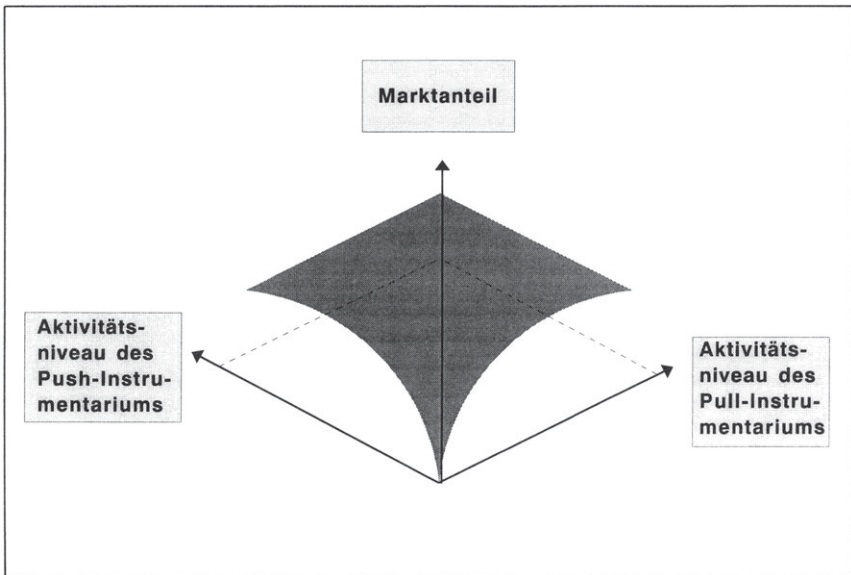 Marktanteil
Aktivitäts-
niveau des
Push-Instru-
mentariums
Aktivitäts-
niveau des
Pull-Instru-
mentariums